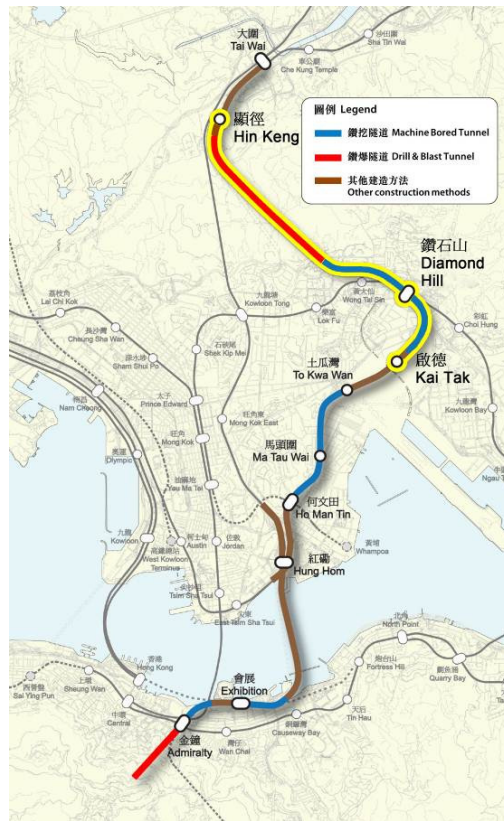 大圍
Tai Wai
沙田圍
Sha Tin Wai
車公廟
Che Kung Temple
顯徑
Hin Keng
圖例 Legend
鑽挖隧道 Machine Bored Tunnel
鑽爆隧道 Drill & Blast Tunnel
其他建造方法
Other construction methods
鑽石山
Diamond
Hill
荔枝角
Lai Chi Kok
九龍塘
Kowloon Tong
黃大仙
Wong Tai Sin
樂富
Lok Fu
彩虹
Choi Hung
長沙灣
Cheung Sha Wan
石硤尾
Shek Kip Mei
深水埗
Sham Shui Po
土瓜灣
To Kwa Wan
啟德
Kai Tak
南昌
Nam Cheong
太子
Prince Edward
旺角東
Mong Kok East
九龍灣
Kowloon Bay
奧運
Olympic
旺角
Mong Kok
馬頭圍
Ma Tau Wai
油麻地
Yau Ma Tei
何文田
Ho Man Tin
九龍
Kowloon
高鐵總站
West Kowloon
Terminus
柯士甸
Austin
佐敦
Jordan
紅磡
Hung Hom
黃埔
Whampoa
尖沙咀
Tsim Sha Tsui
尖東
East Tsim Sha Tsui
北角
North Point
香港
Hong Kong
會展
Exhibition
炮台山
Fortress Hill
鰂魚涌
Quarry Bay
西營盤
Sai Ying Pun
上環
Sheung Wan
中環
Central
天后
Tin Hau
銅鑼灣
Causeway Bay
灣仔
Wan Chai
金鐘
Admiralty